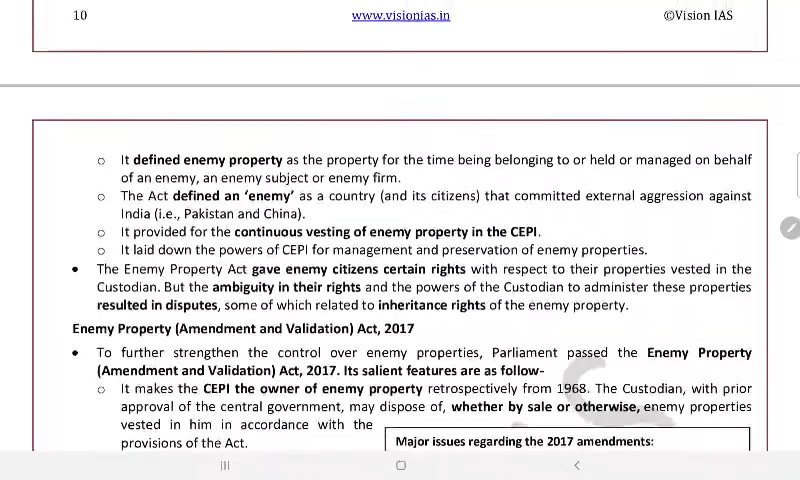 10 www.visionias.in ©Vision IAS
o It defined enemy property as the property for the time being belonging to or held or managed on behalf
of an enemy, an enemy subject or enemy firm.
o The Act defined an ‘enemy’ as a country (and its citizens) that committed external aggression against
India (i.e., Pakistan and China).
o It provided for the continuous vesting of enemy property in the CEPI.
o It laid down the powers of CEPI for management and preservation of enemy properties.
• The Enemy Property Act gave enemy citizens certain rights with respect to their properties vested in the
Custodian. But the ambiguity in their rights and the powers of the Custodian to administer these properties
resulted in disputes, some of which related to inheritance rights of the enemy property.
Enemy Property (Amendment and Validation) Act, 2017
• To further strengthen the control over enemy properties, Parliament passed the Enemy Property
(Amendment and Validation) Act, 2017. Its salient features are as follow-
o It makes the CEPI the owner of enemy property retrospectively from 1968. The Custodian, with prior
approval of the central government, may dispose of, whether by sale or otherwise, enemy properties
vested in him in accordance with the
provisions of the Act.
Major issues regarding the 2017 amendments: